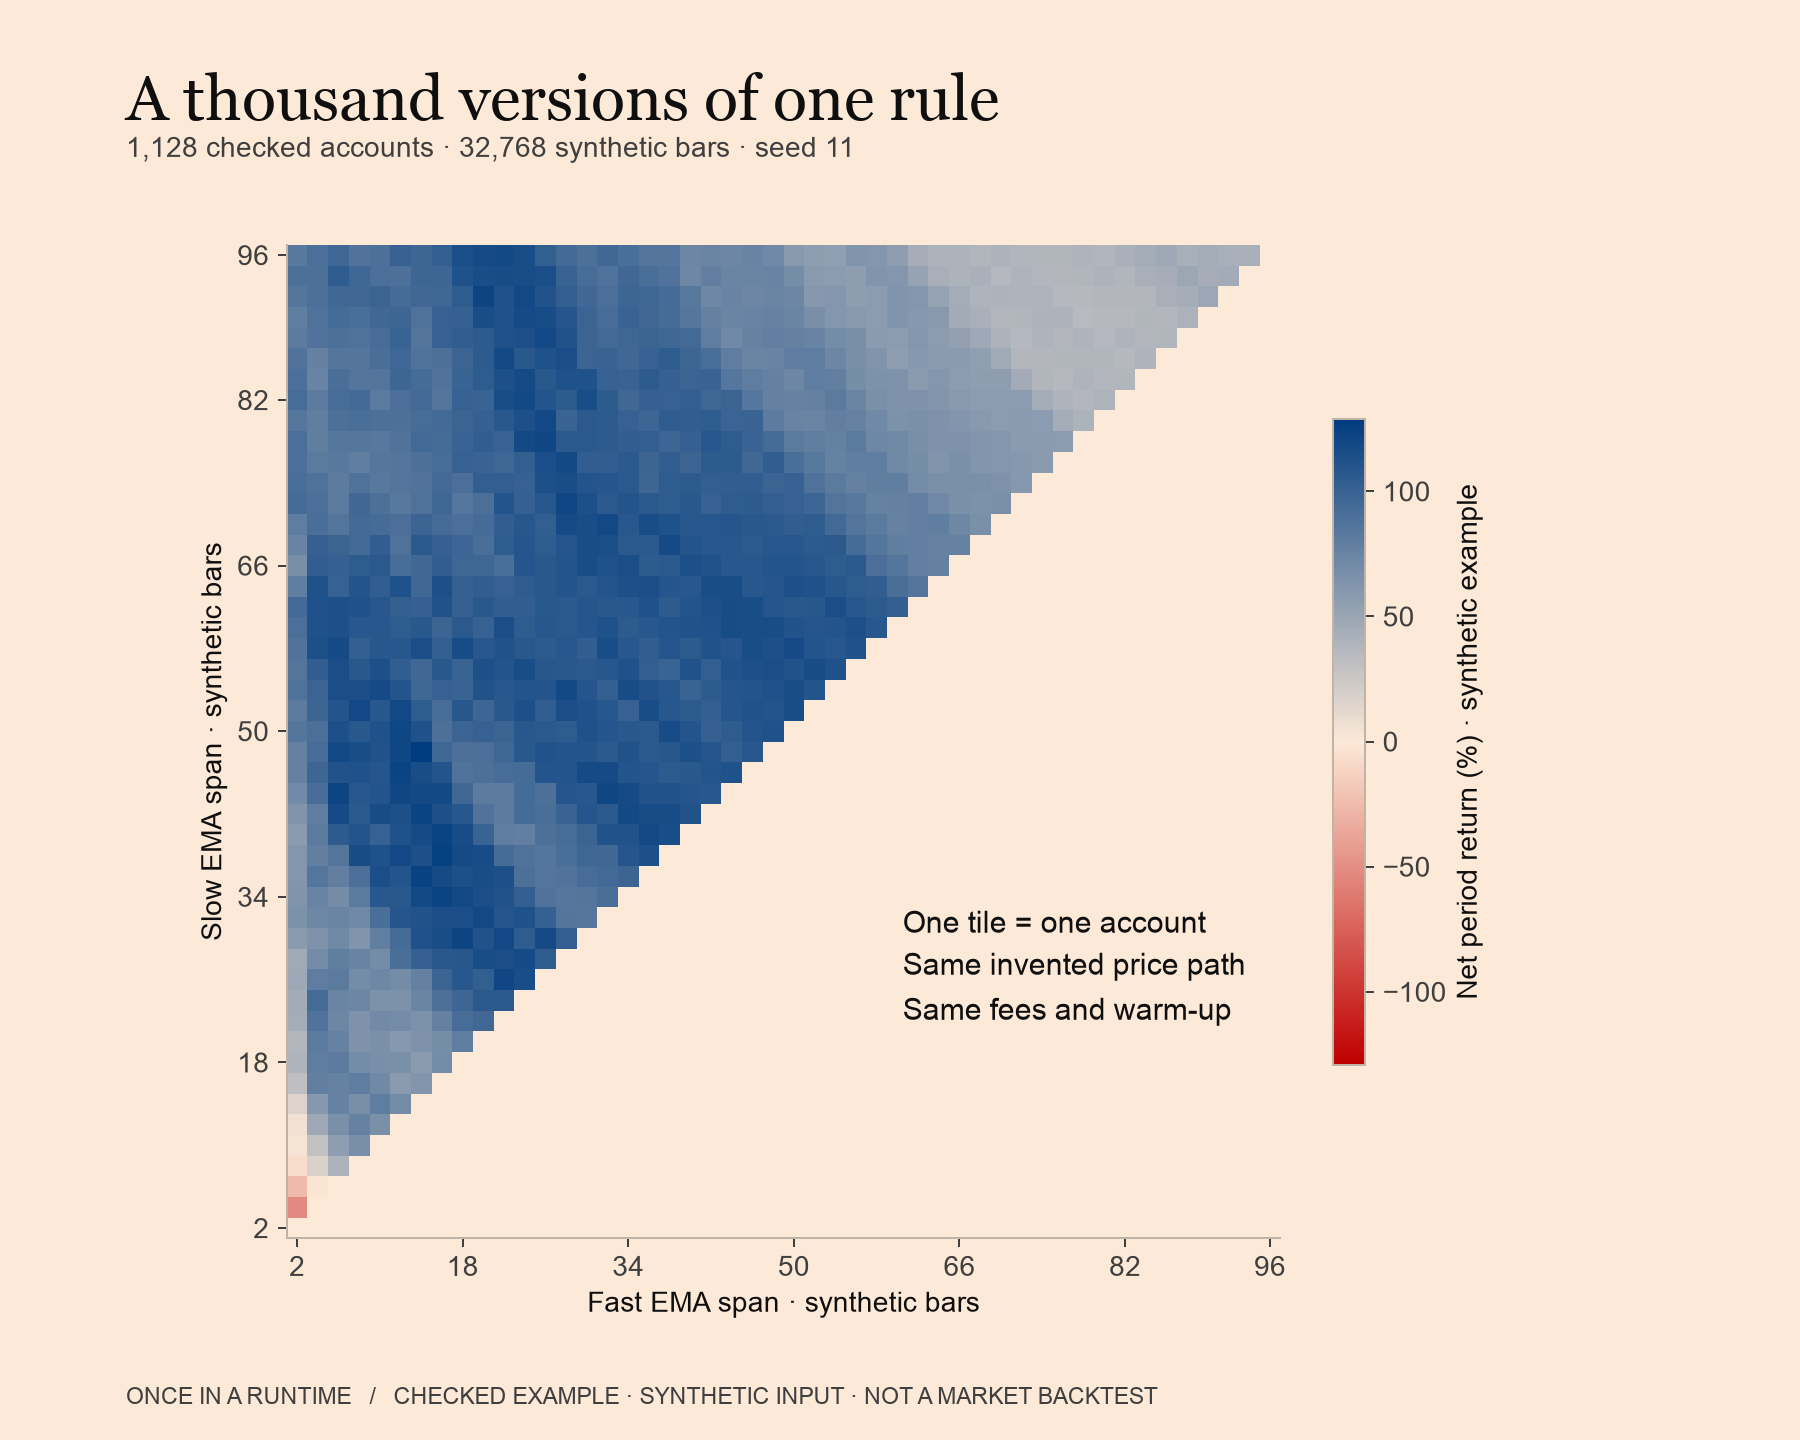 A thousand versions of one rule
1,128 checked accounts · 32,768 synthetic bars · seed 11
96
82
66
50
34
18
2
Slow EMA span · synthetic bars
2
18
34
50
66
82
96
Fast EMA span · synthetic bars
One tile = one account
Same invented price path
Same fees and warm-up
100
50
0
−50
−100
Net period return (%) · synthetic example
ONCE IN A RUNTIME / CHECKED EXAMPLE · SYNTHETIC INPUT · NOT A MARKET BACKTEST